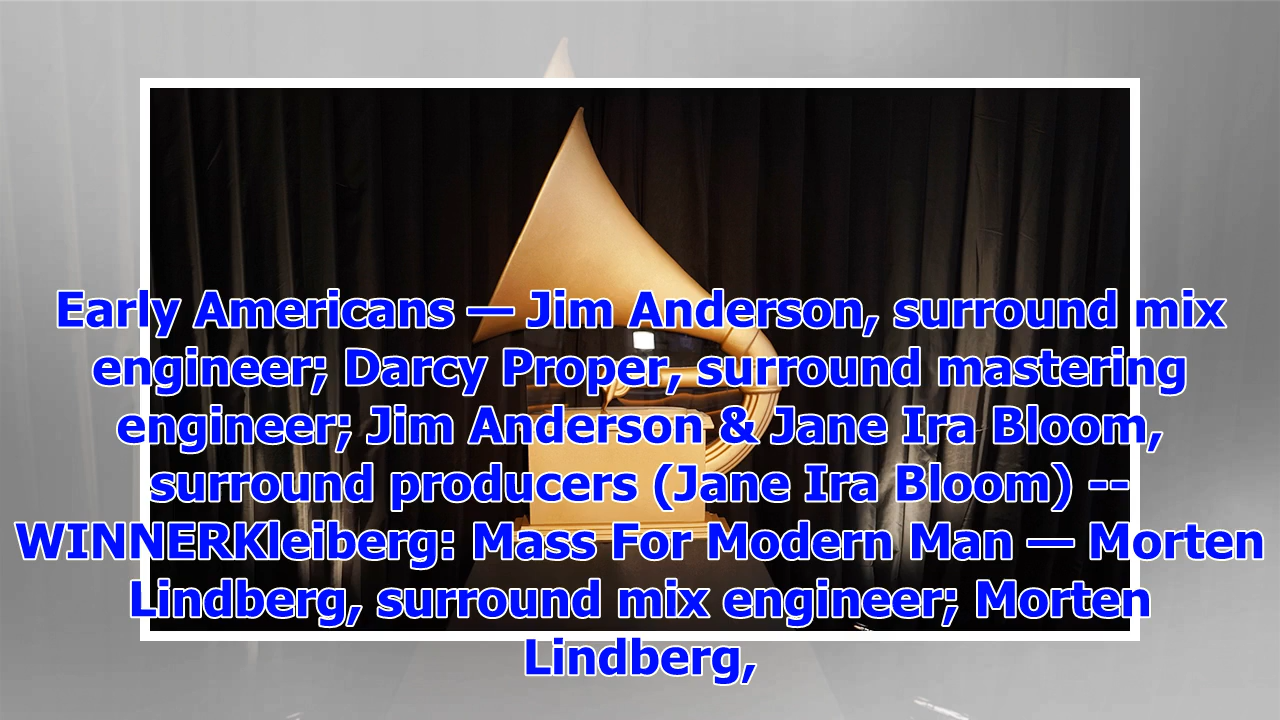 Early Americans — Jim Anderson, surround mix
engineer; Darcy Proper, surround mastering
engineer; Jim Anderson & Jane Ira Bloom,
surround producers (Jane Ira Bloom) --
WINNERKleiberg: Mass For Modern Man — Morten
Lindberg, surround mix engineer; Morten
Lindberg,